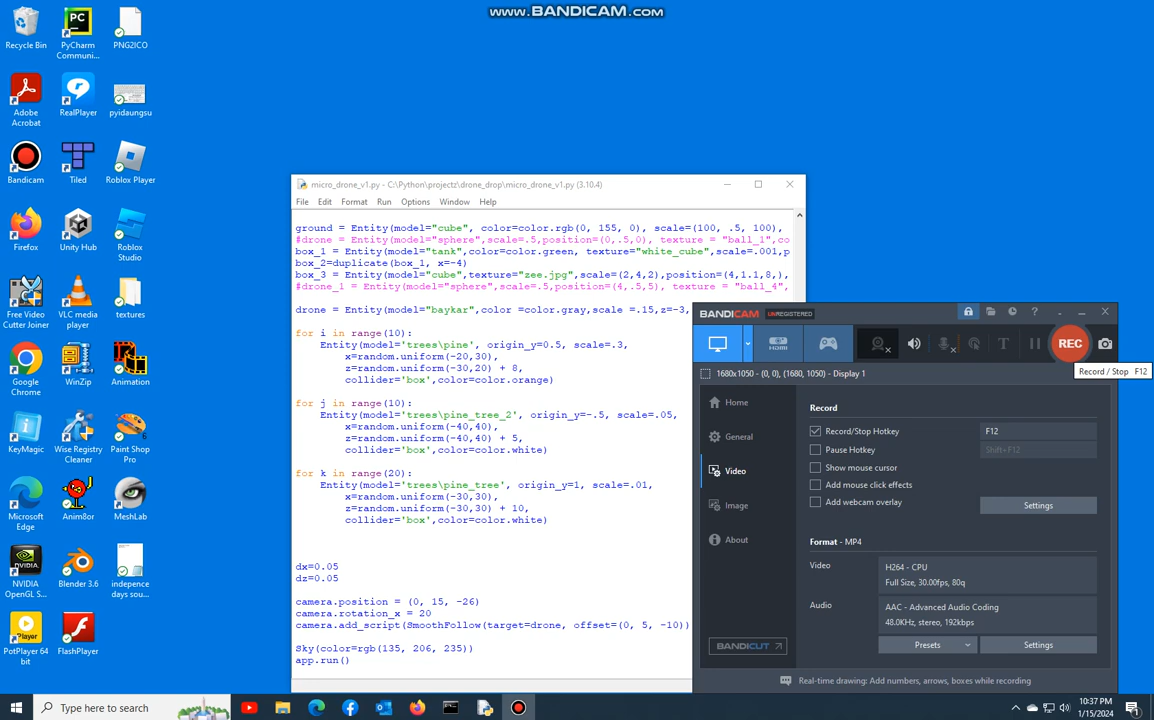 www.BANDICAM.com
Recycle Bin
PyCharm
Communi...
PNG2ICO
Adobe
Acrobat
RealPlayer
pyidaungsu
Bandicam
Tiled
Roblox Player
Firefox
Unity Hub
Roblox
Studio
Free Video
Cutter Joiner
VLC media
player
textures
Google
Chrome
WinZip
Animation
KeyMagic
Wise Registry
Cleaner
Paint Shop
Pro
Microsoft
Edge
Anim8or
MeshLab
NVIDIA
OpenGL S...
Blender 3.6
indepence
days sou...
PotPlayer 64
bit
FlashPlayer
micro_drone_v1.py - C:\Python\projectz\drone_drop\micro_drone_v1.py (3.10.4)
File Edit Format Run Options Window Help
ground = Entity(model="cube", color=color.rgb(0, 155, 0), scale=(100, .5, 100),
#drone = Entity(model="sphere",scale=.5,position=(0,.5,0), texture = "ball_1",co
box_1 = Entity(model="tank",color=color.green, texture="white_cube",scale=.001,p
box_2=duplicate(box_1, x=-4)
box_3 = Entity(model="cube",texture="zee.jpg",scale=(2,4,2),position=(4,1.1,8,),
#drone_1 = Entity(model="sphere",scale=.5,position=(4,.5,5), texture = "ball_4",
drone = Entity(model="baykar",color =color.gray,scale =.15,z=-3,
for i in range(10):
Entity(model='trees\pine', origin_y=0.5, scale=.3,
x=random.uniform(-20,30),
z=random.uniform(-30,20) + 8,
collider='box',color=color.orange)
for j in range(10):
Entity(model='trees\pine_tree_2', origin_y=-.5, scale=.05,
x=random.uniform(-40,40),
z=random.uniform(-40,40) + 5,
collider='box',color=color.white)
for k in range(20):
Entity(model='trees\pine_tree', origin_y=1, scale=.01,
x=random.uniform(-30,30),
z=random.uniform(-30,30) + 10,
collider='box',color=color.white)
dx=0.05
dz=0.05
camera.position = (0, 15, -26)
camera.rotation_x = 20
camera.add_script(SmoothFollow(target=drone, offset=(0, 5, -10))
Sky(color=rgb(135, 206, 235))
app.run()
BANDICAM UNREGISTERED
HDMI
REC
Record / Stop F12
1680x1050 - (0, 0), (1680, 1050) - Display 1
Home
General
Video
Image
About
BANDICUT
Record
Record/Stop Hotkey F12
Pause Hotkey Shift+F12
Show mouse cursor
Add mouse click effects
Add webcam overlay
Settings
Format - MP4
Video
H264 - CPU
Full Size, 30.00fps, 80q
Audio
AAC - Advanced Audio Coding
48.0KHz, stereo, 192kbps
Presets
Settings
Real-time drawing: Add numbers, arrows, boxes while recording
Type here to search
10:37 PM
1/15/2024